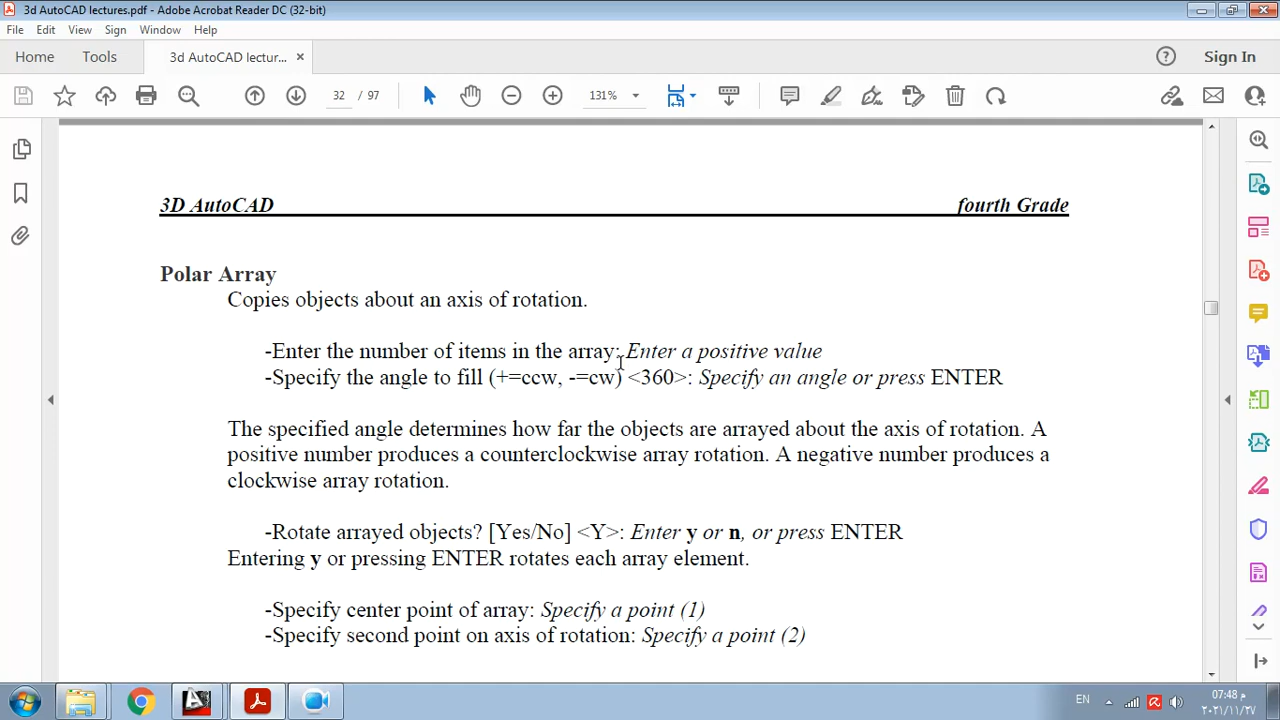 3d AutoCAD lectures.pdf - Adobe Acrobat Reader DC (32-bit)
File Edit View Sign Window Help
Home Tools 3d AutoCAD lectur... × Sign In
32 / 97 131%
3D AutoCAD fourth Grade
Polar Array
Copies objects about an axis of rotation.
-Enter the number of items in the array: Enter a positive value
-Specify the angle to fill (+=ccw, -=cw) <360>: Specify an angle or press ENTER
The specified angle determines how far the objects are arrayed about the axis of rotation. A
positive number produces a counterclockwise array rotation. A negative number produces a
clockwise array rotation.
-Rotate arrayed objects? [Yes/No] <Y>: Enter y or n, or press ENTER
Entering y or pressing ENTER rotates each array element.
-Specify center point of array: Specify a point (1)
-Specify second point on axis of rotation: Specify a point (2)
EN
07:48 م
٢٠٢١/١١/٢٧